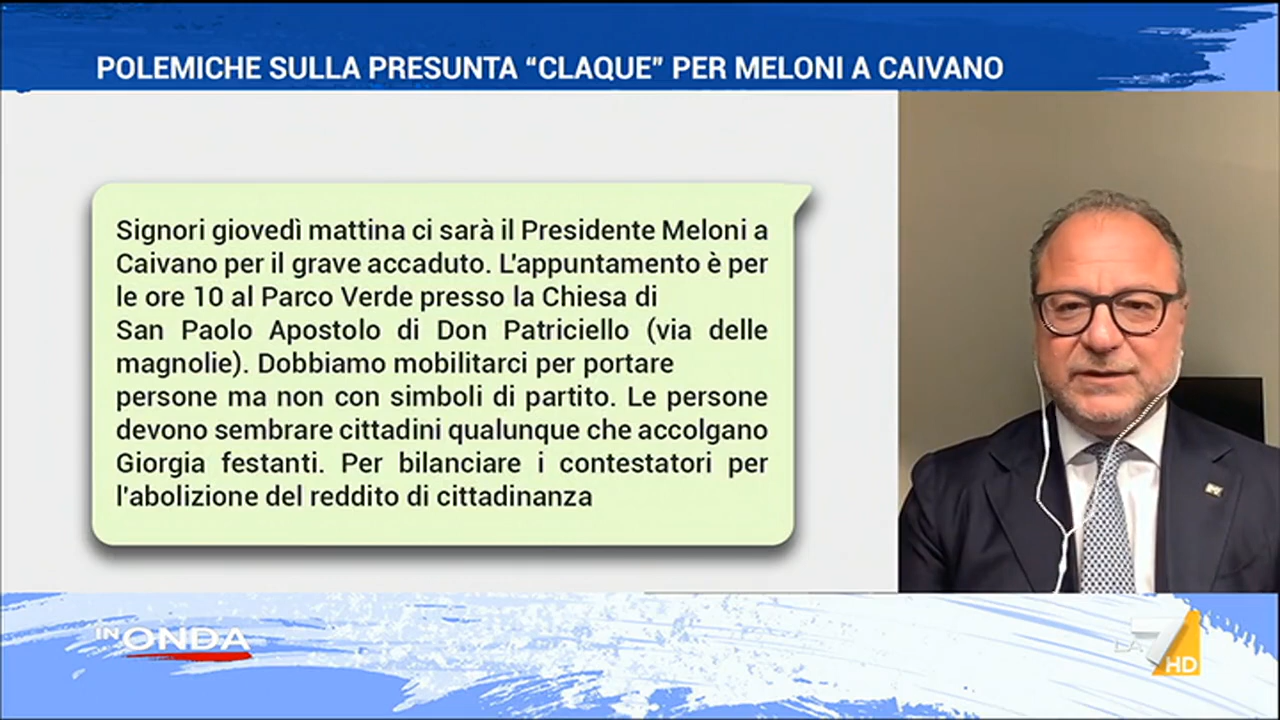 POLEMICHE SULLA PRESUNTA “CLAQUE” PER MELONI A CAIVANO
Signori giovedì mattina ci sarà il Presidente Meloni a
Caivano per il grave accaduto. L'appuntamento è per
le ore 10 al Parco Verde presso la Chiesa di
San Paolo Apostolo di Don Patriciello (via delle
magnolie). Dobbiamo mobilitarci per portare
persone ma non con simboli di partito. Le persone
devono sembrare cittadini qualunque che accolgano
Giorgia festanti. Per bilanciare i contestatori per
l'abolizione del reddito di cittadinanza
IN ONDA
LA 7 HD